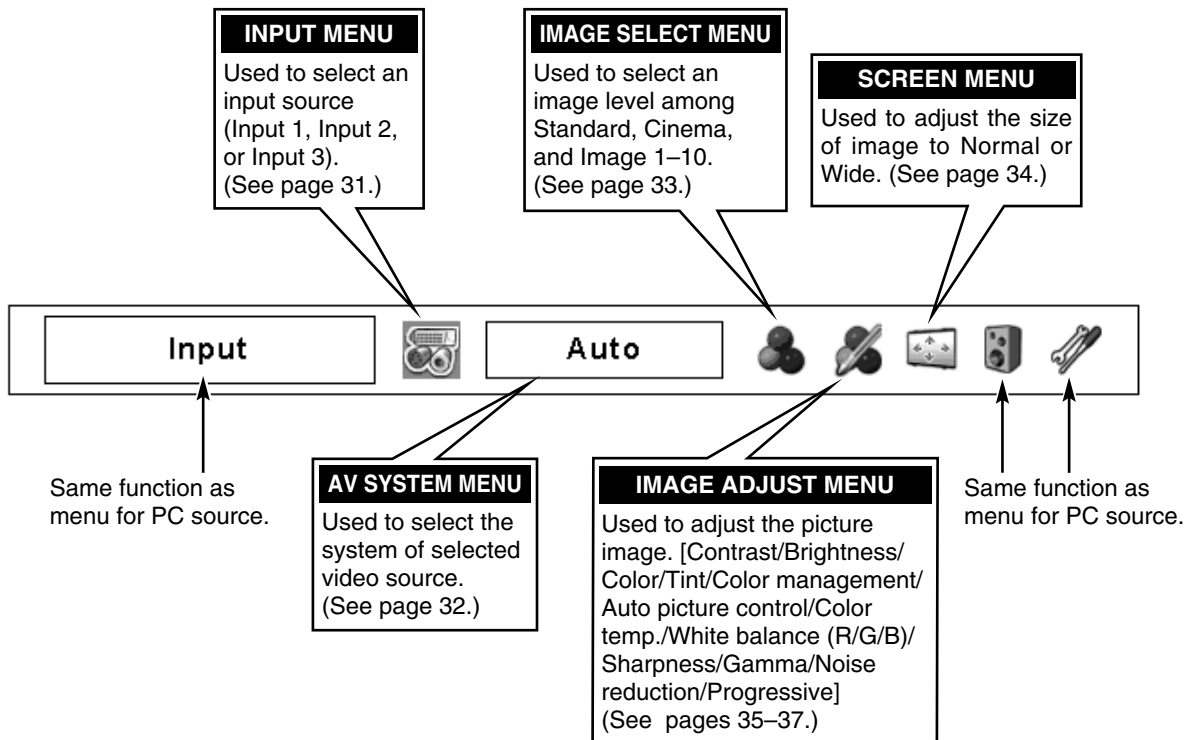 INPUT MENU
Used to select an
input source
(Input 1, Input 2,
or Input 3).
(See page 31.)
IMAGE SELECT MENU
Used to select an
image level among
Standard, Cinema,
and Image 1–10.
(See page 33.)
SCREEN MENU
Used to adjust the size
of image to Normal or
Wide. (See page 34.)
Input
Auto
Same function as
menu for PC source.
AV SYSTEM MENU
Used to select the
system of selected
video source.
(See page 32.)
IMAGE ADJUST MENU
Used to adjust the picture
image. [Contrast/Brightness/
Color/Tint/Color management/
Auto picture control/Color
temp./White balance (R/G/B)/
Sharpness/Gamma/Noise
reduction/Progressive]
(See pages 35–37.)
Same function as
menu for PC source.